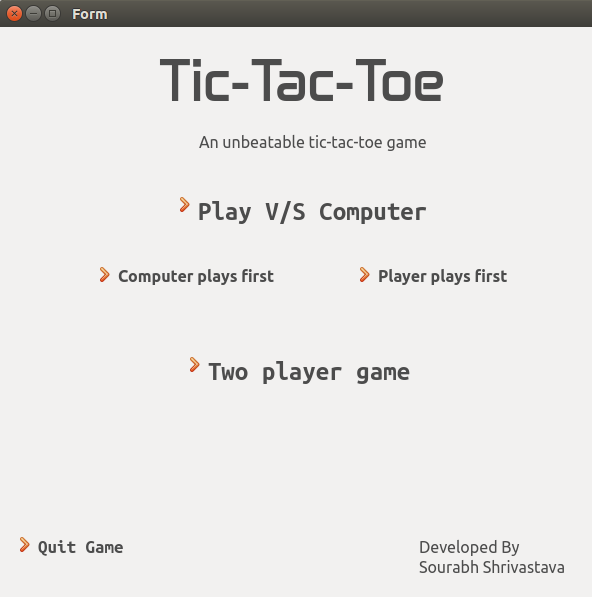 Form
Tic-Tac-Toe
An unbeatable tic-tac-toe game
Play V/S Computer
Computer plays first
Player plays first
Two player game
Quit Game
Developed By
Sourabh Shrivastava